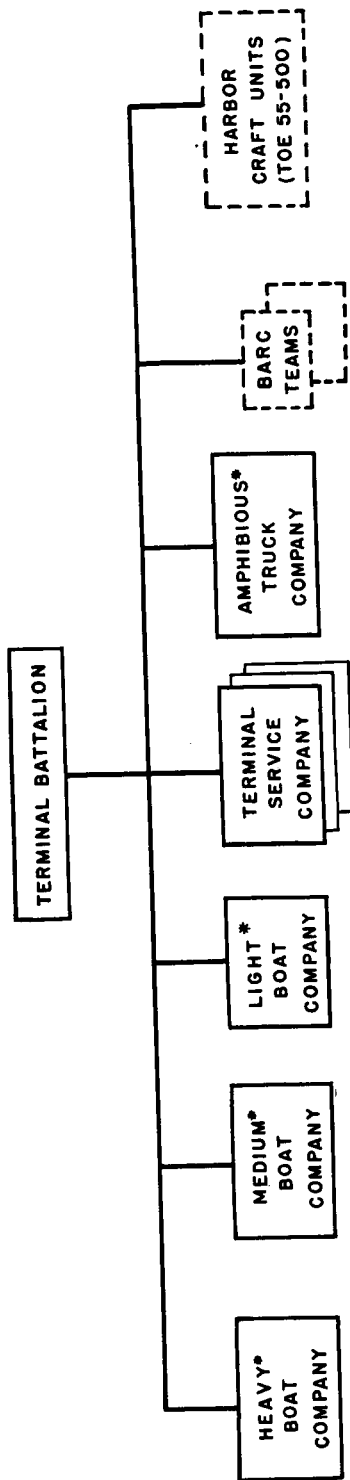 TERMINAL BATTALION
HEAVY*
BOAT
COMPANY
MEDIUM*
BOAT
COMPANY
LIGHT*
BOAT
COMPANY
TERMINAL
SERVICE
COMPANY
AMPHIBIOUS*
TRUCK
COMPANY
BARC
TEAMS
HARBOR
CRAFT UNITS
(TOE 55-500)